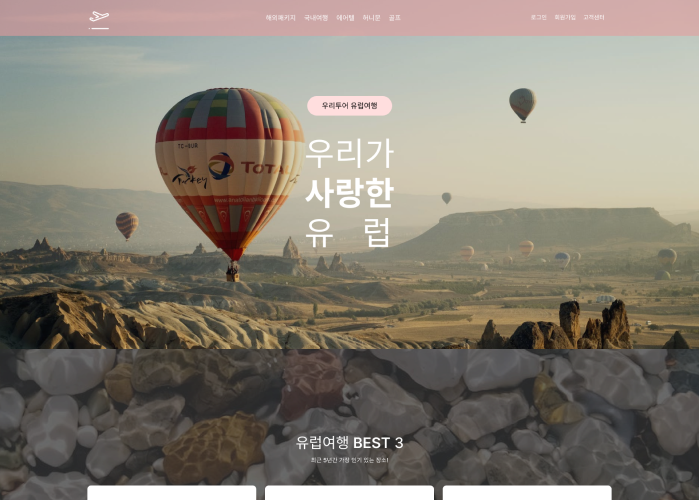 해외패키지 국내여행 에어텔 허니문 골프
로그인 회원가입 고객센터
우리투어 유럽여행
우리가
사랑한
유 럽
TC-BUR
Turkey
TOTAL
유럽여행 BEST 3
최근 5년간 가장 인기 있는 장소!